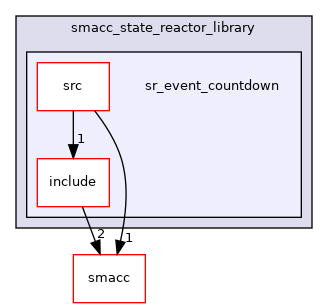 smacc_state_reactor_library
src
sr_event_countdown
1
include
2
1
smacc